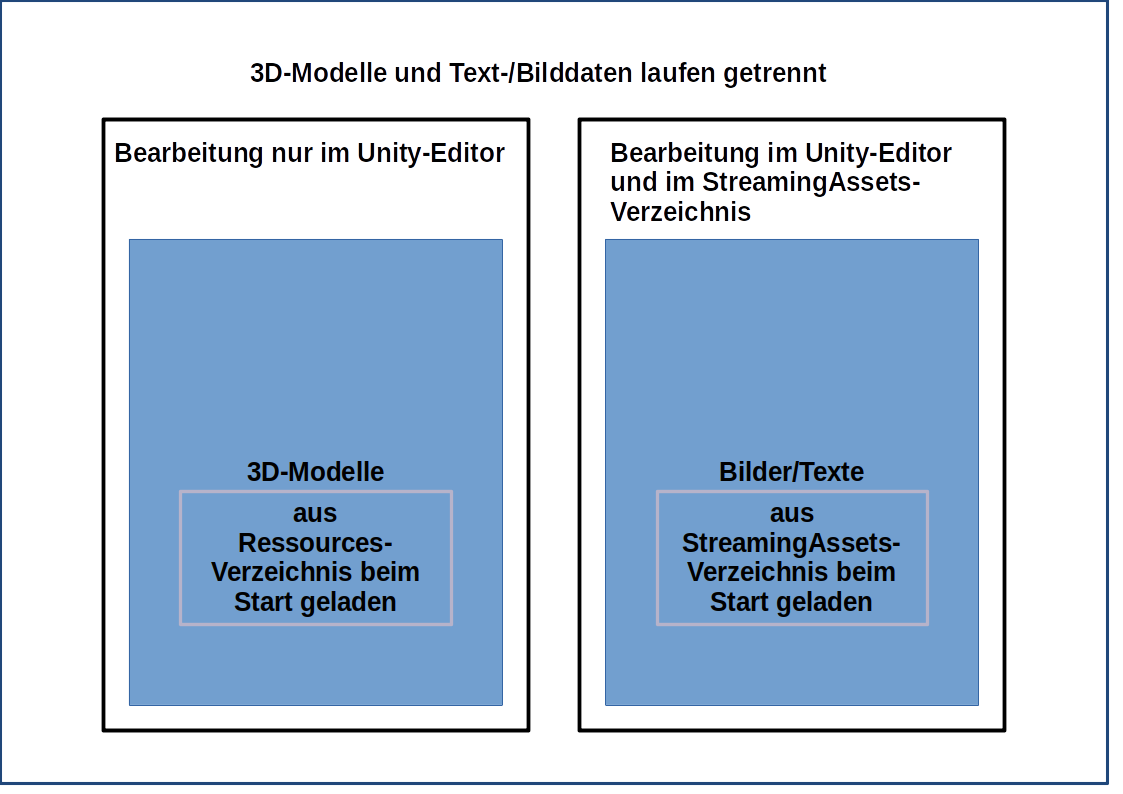 3D-Modelle und Text-/Bilddaten laufen getrennt
Bearbeitung nur im Unity-Editor
3D-Modelle
aus
Ressources-
Verzeichnis beim
Start geladen
Bearbeitung im Unity-Editor
und im StreamingAssets-
Verzeichnis
Bilder/Texte
aus
StreamingAssets-
Verzeichnis beim
Start geladen